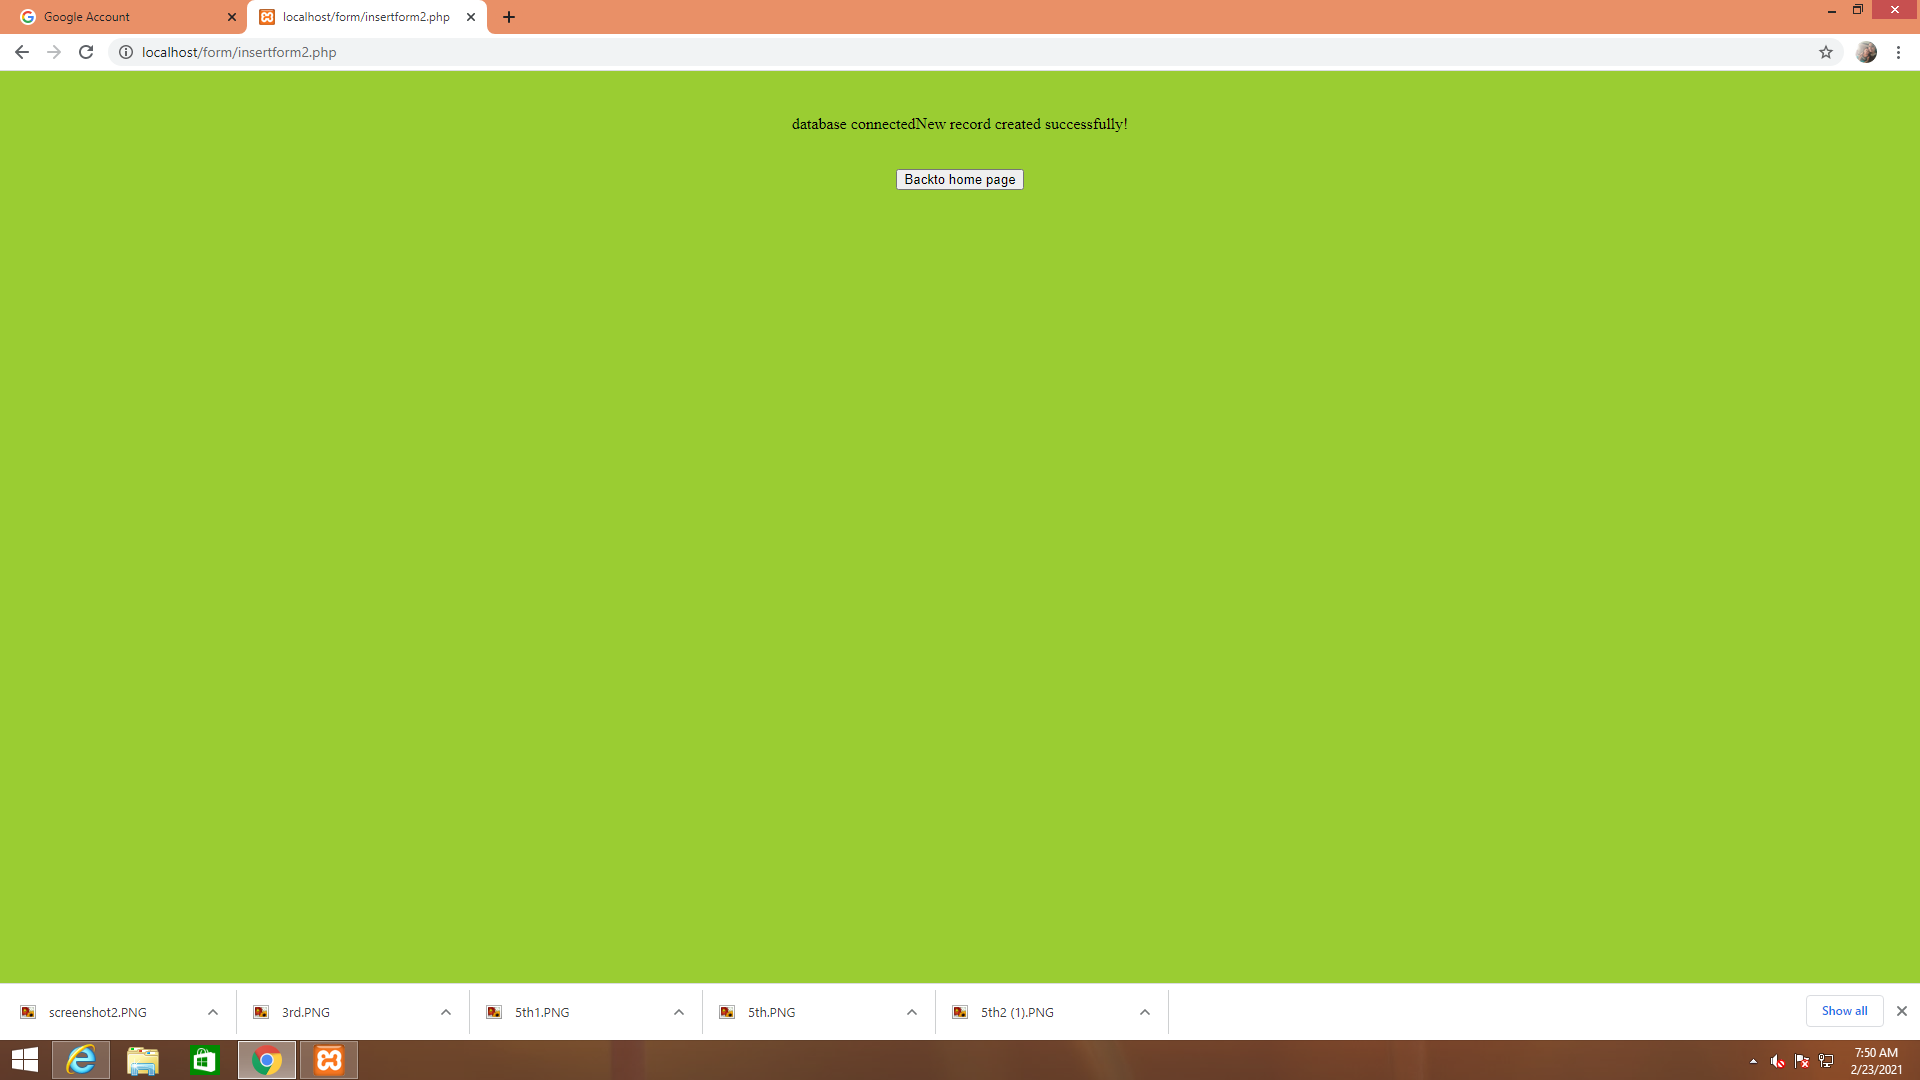 Google Account
localhost/form/insertform2.php
localhost/form/insertform2.php
database connectedNew record created successfully!
Backto home page
screenshot2.PNG
3rd.PNG
5th1.PNG
5th.PNG
5th2 (1).PNG
Show all
7:50 AM
2/23/2021